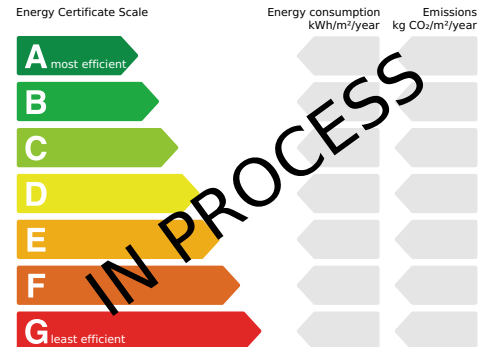 Energy Certificate Scale
Energy consumption
kWh/m²/year
Emissions
kg CO₂/m²/year
A most efficient
B
C
D
E
F
G least efficient
IN PROCESS